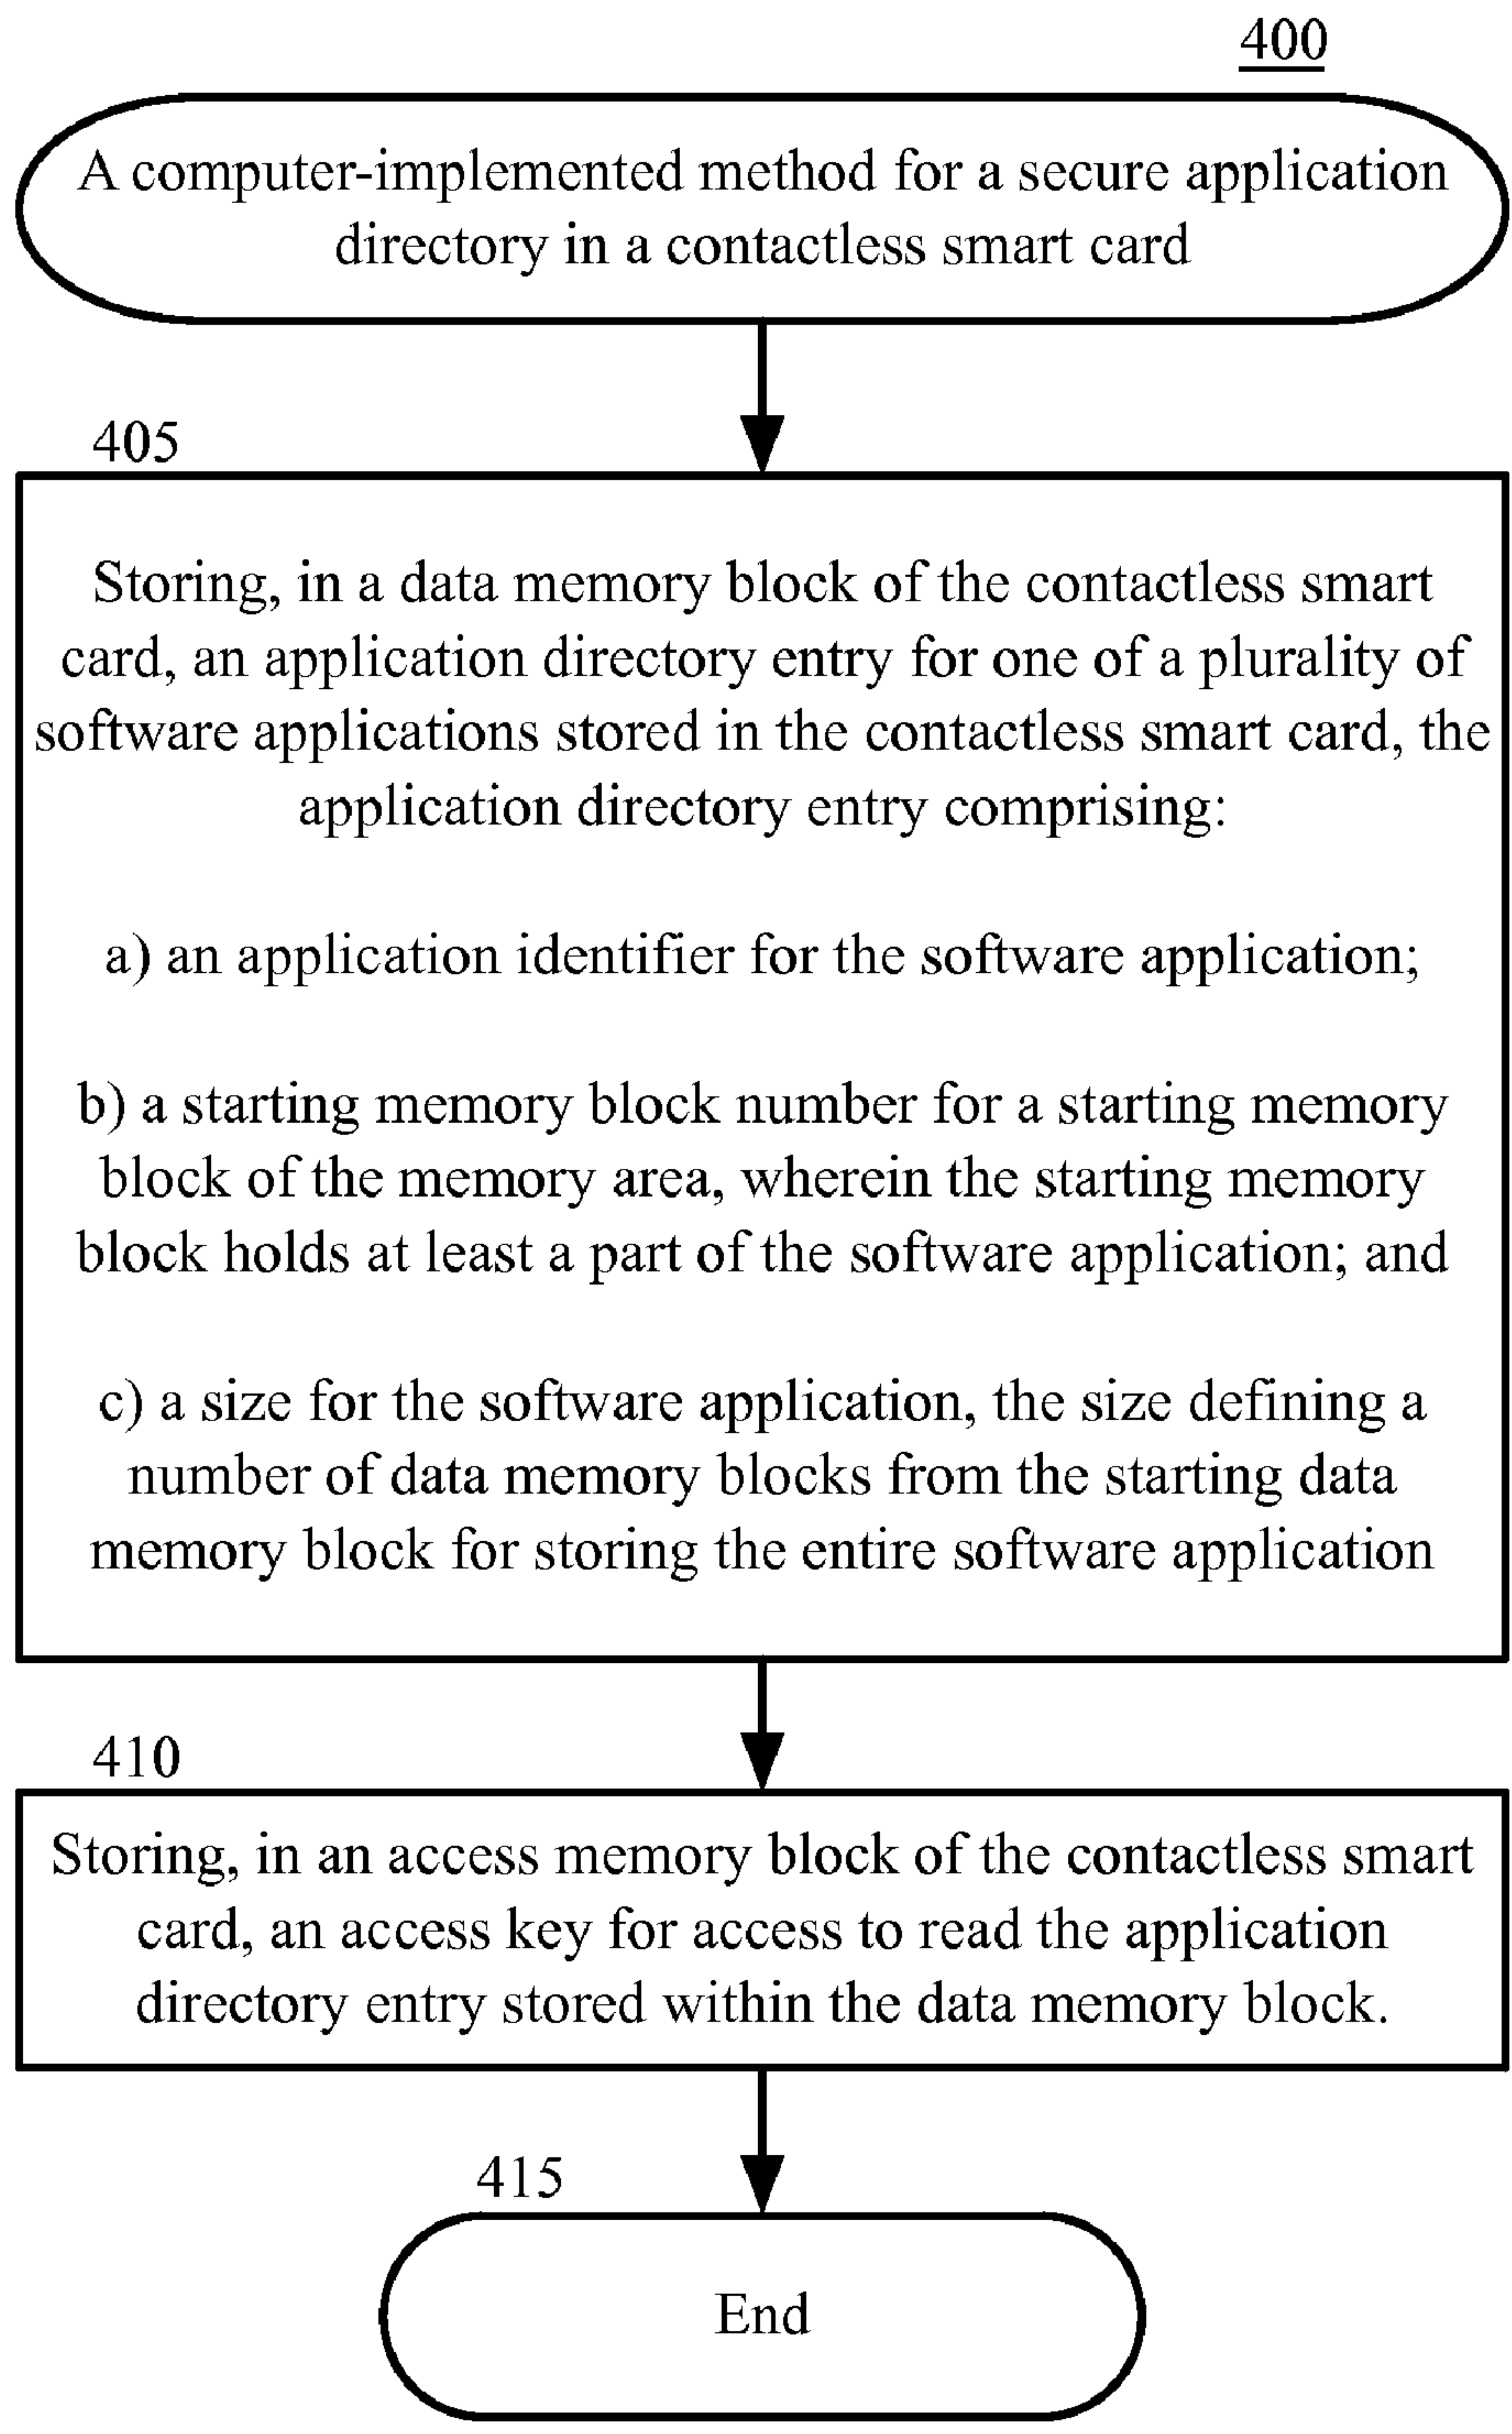 400
A computer-implemented method for a secure application
directory in a contactless smart card
405
Storing, in a data memory block of the contactless smart
card, an application directory entry for one of a plurality of
software applications stored in the contactless smart card, the
application directory entry comprising:
a) an application identifier for the software application;
b) a starting memory block number for a starting memory
block of the memory area, wherein the starting memory
block holds at least a part of the software application; and
c) a size for the software application, the size defining a
number of data memory blocks from the starting data
memory block for storing the entire software application
410
Storing, in an access memory block of the contactless smart
card, an access key for access to read the application
directory entry stored within the data memory block.
415
End